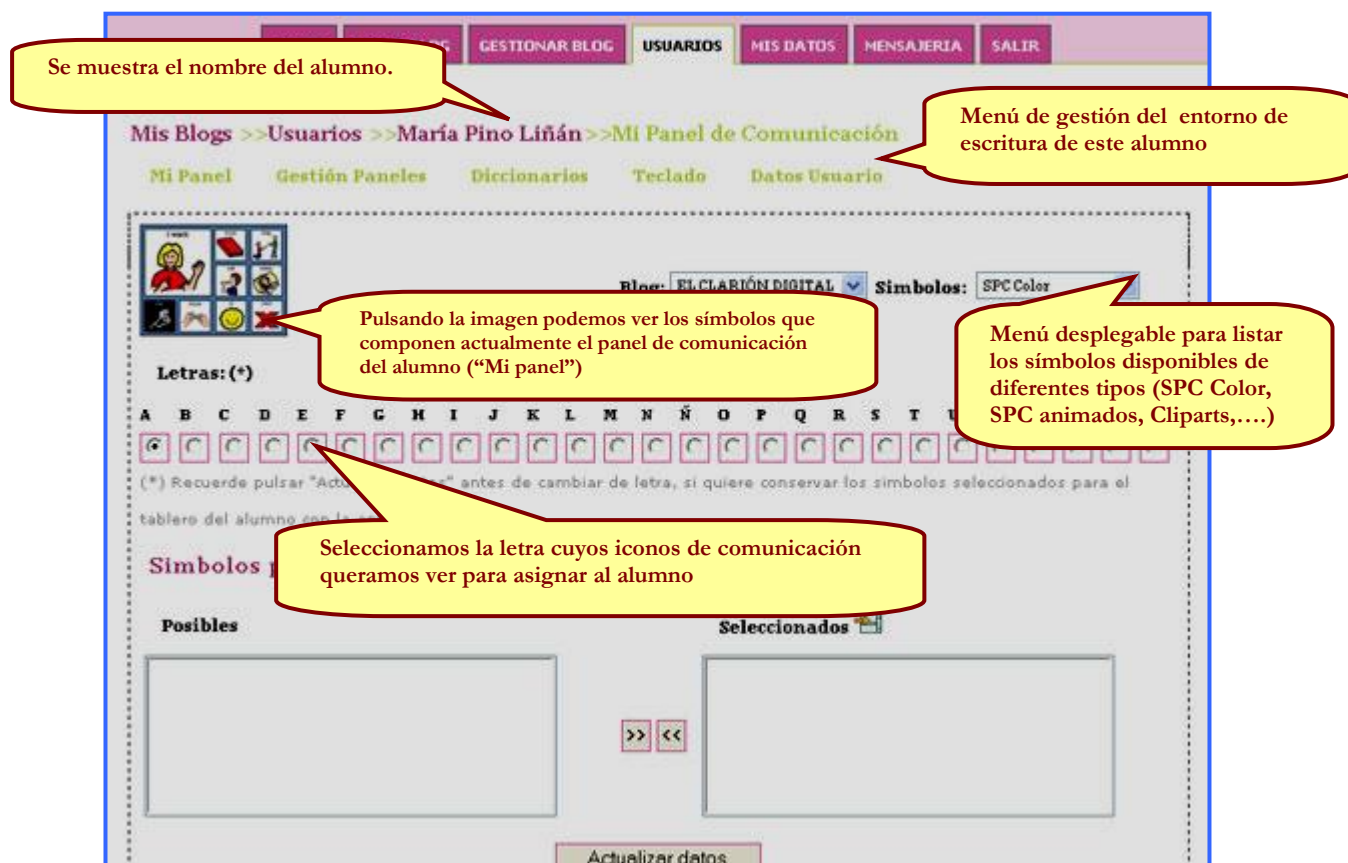 GESTIONAR BLOG USUARIOS MIS DATOS MENSAJERIA SALIR
Se muestra el nombre del alumno.
Menú de gestión del entorno de
escritura de este alumno
Mis Blogs >>Usuarios >>María Pino Liñán>>Mi Panel de Comunicación
Mi Panel Gestión Paneles Diccionarios Teclado Datos Usuario
Blog: EL CLARIÓN DIGITAL Simbolos: SPC Color
Pulsando la imagen podemos ver los símbolos que
componen actualmente el panel de comunicación
del alumno (“Mi panel”)
Menú desplegable para listar
los símbolos disponibles de
diferentes tipos (SPC Color,
SPC animados, Cliparts,….)
Letras: (*)
A B C D E F G H I J K L M N Ñ O P Q R S T
(*) Recuerde pulsar "Actu antes de cambiar de letra, si quiere conservar los simbolos seleccionados para el
tablero del alumno con la
Seleccionamos la letra cuyos iconos de comunicación
queramos ver para asignar al alumno
Simbolos
Posibles Seleccionados
>> <<
Actualizar datos